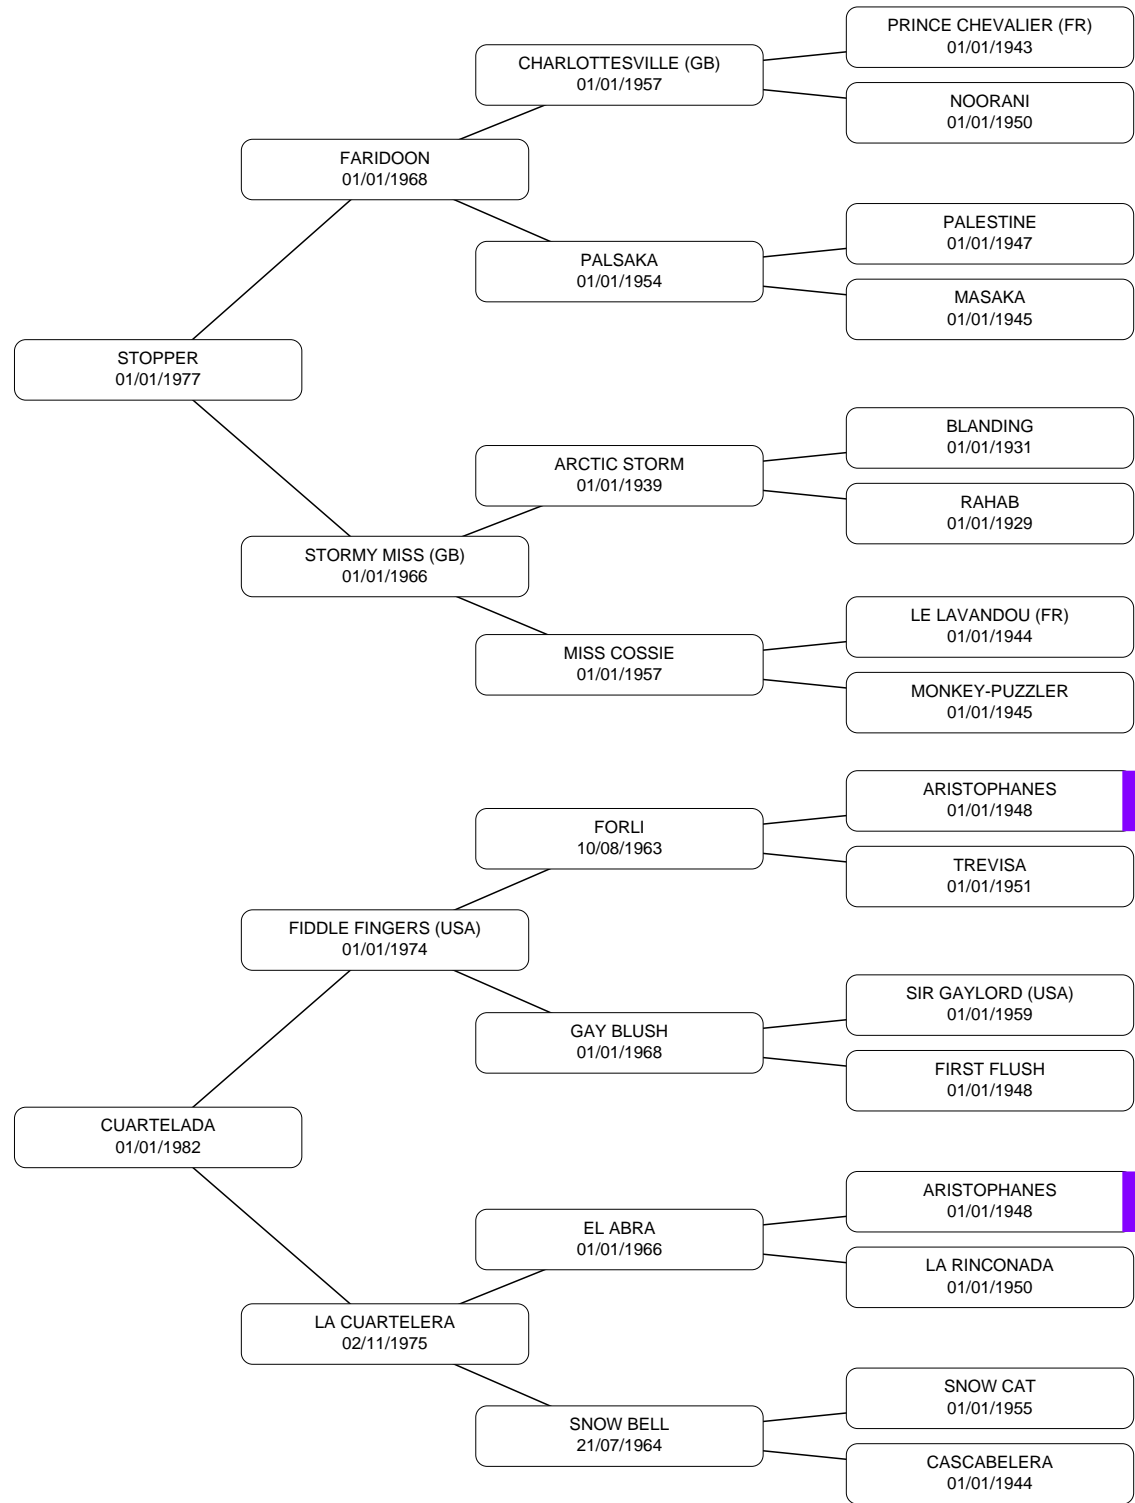 PRINCE CHEVALIER (FR)
01/01/1943
CHARLOTTESVILLE (GB)
01/01/1957
NOORANI
01/01/1950
FARIDOON
01/01/1968
PALESTINE
01/01/1947
PALSAKA
01/01/1954
MASAKA
01/01/1945
STOPPER
01/01/1977
BLANDING
01/01/1931
ARCTIC STORM
01/01/1939
RAHAB
01/01/1929
STORMY MISS (GB)
01/01/1966
LE LAVANDOU (FR)
01/01/1944
MISS COSSIE
01/01/1957
MONKEY-PUZZLER
01/01/1945
ARISTOPHANES
01/01/1948
FORLI
10/08/1963
TREVISA
01/01/1951
FIDDLE FINGERS (USA)
01/01/1974
SIR GAYLORD (USA)
01/01/1959
GAY BLUSH
01/01/1968
FIRST FLUSH
01/01/1948
CUARTELADA
01/01/1982
ARISTOPHANES
01/01/1948
EL ABRA
01/01/1966
LA RINCONADA
01/01/1950
LA CUARTELERA
02/11/1975
SNOW CAT
01/01/1955
SNOW BELL
21/07/1964
CASCABELERA
01/01/1944